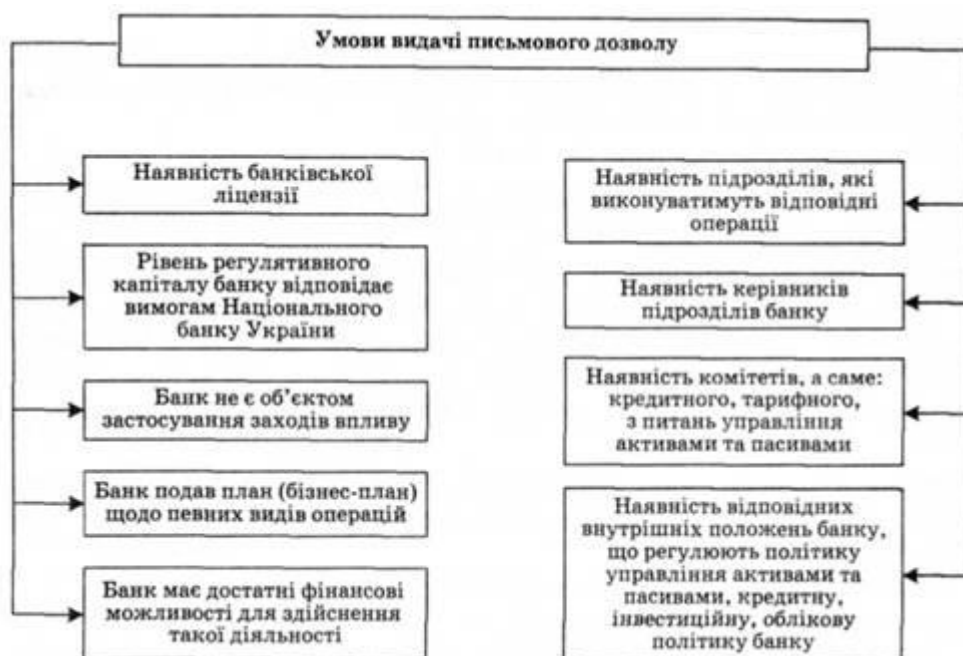 Умови видачі письмового дозволу
Наявність банківської
ліцензії
Рівень регулятивного
капіталу банку відповідає
вимогам Національного
банку України
Банк не є об’єктом
застосування заходів впливу
Банк подав план (бізнес-план)
щодо певних видів операцій
Банк має достатні фінансові
можливості для здійснення
такої діяльності
Наявність підрозділів, які
виконуватимуть відповідні
операції
Наявність керівників
підрозділів банку
Наявність комітетів, а саме:
кредитного, тарифного,
з питань управління
активами та пасивами
Наявність відповідних
внутрішніх положень банку,
що регулюють політику
управління активами та
пасивами, кредитну,
інвестиційну, облікову
політику банку